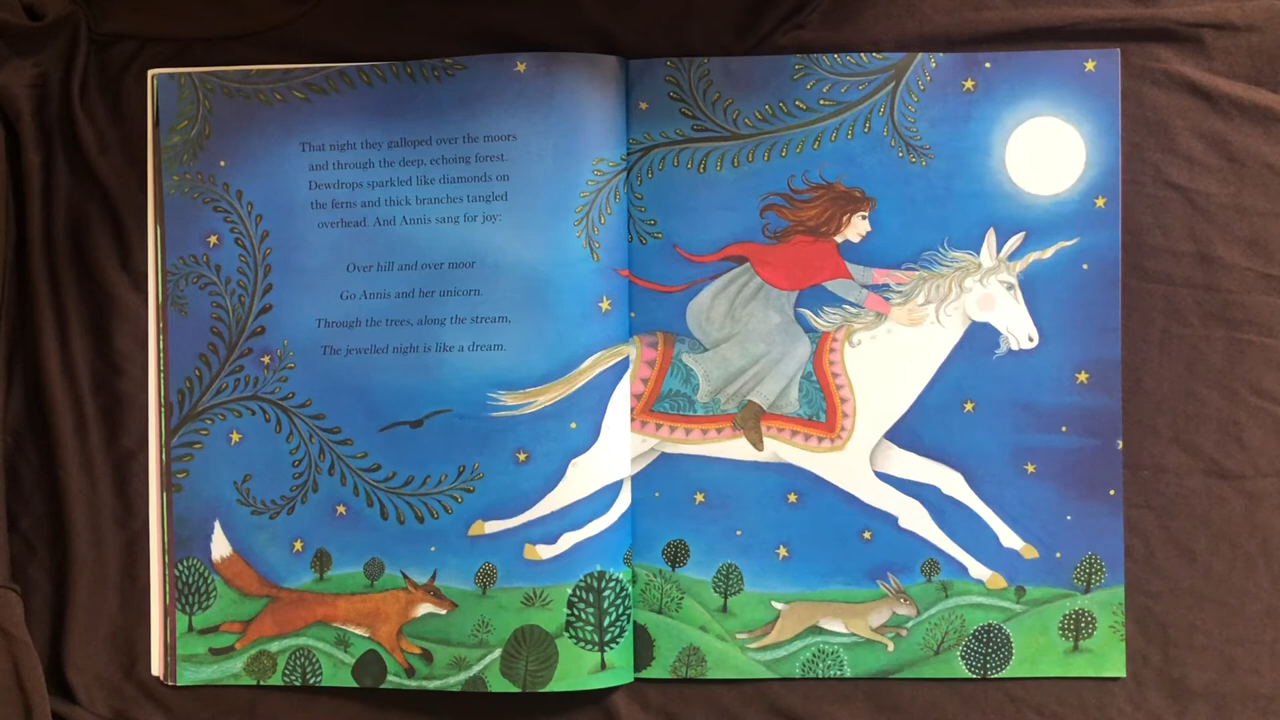 That night they galloped over the moors
and through the deep, echoing forest.
Dewdrops sparkled like diamonds on
the ferns and thick branches tangled
overhead. And Annis sang for joy:
Over hill and over moor
Go Annis and her unicorn.
Through the trees, along the stream,
The jewelled night is like a dream.